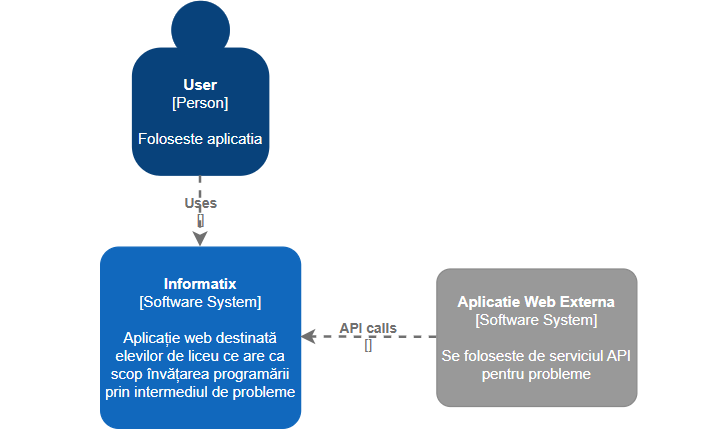 User
[Person]
Foloseste aplicatia
Uses
[]
Informatix
[Software System]
Aplicație web destinată
elevilor de liceu ce are ca
scop învățarea programării
prin intermediul de probleme
API calls
[]
Aplicatie Web Externa
[Software System]
Se foloseste de serviciul API
pentru probleme